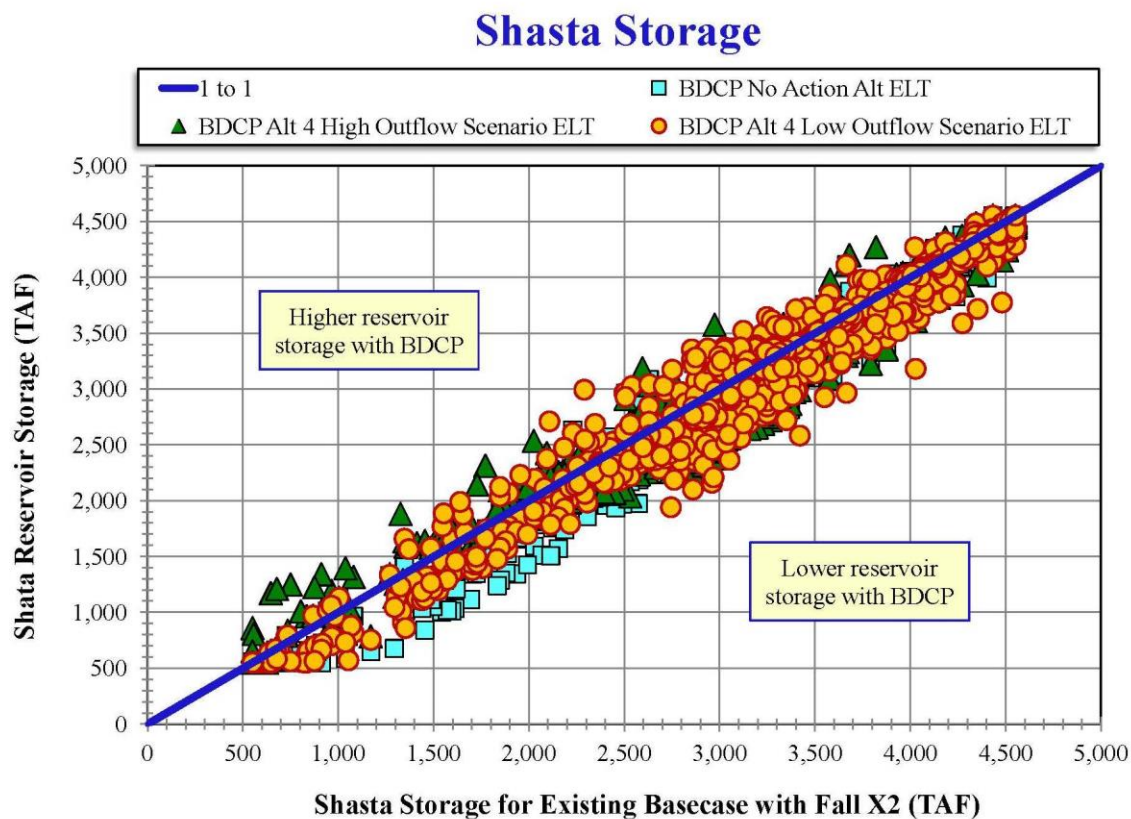 Shasta Storage
1 to 1
BDCP No Action Alt ELT
BDCP Alt 4 High Outflow Scenario ELT
BDCP Alt 4 Low Outflow Scenario ELT
Shata Reservoir Storage (TAF)
5,000
4,500
4,000
3,500
3,000
2,500
2,000
1,500
1,000
500
0
Higher reservoir
storage with BDCP
Lower reservoir
storage with BDCP
0
500
1,000
1,500
2,000
2,500
3,000
3,500
4,000
4,500
5,000
Shasta Storage for Existing Basecase with Fall X2 (TAF)